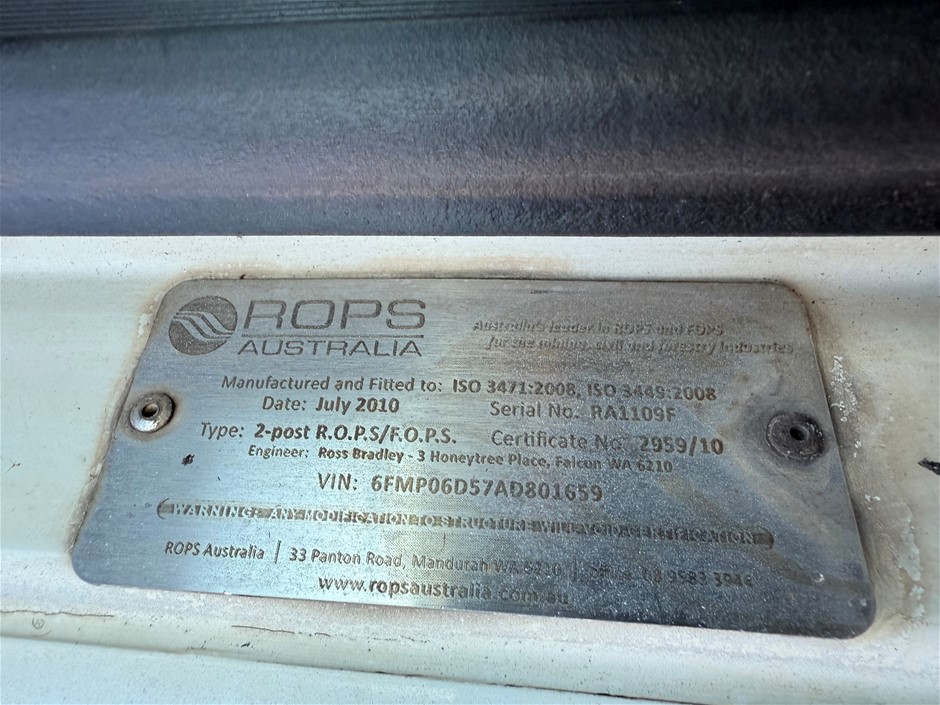 ROPS
AUSTRALIA
Australia's leader in ROPS and FOPS
for the mining, civil and forestry industries
Manufactured and Fitted to: ISO 3471:2008, ISO 3449:2008
Date: July 2010 Serial No. RA1109F
Type: 2-post R.O.P.S/F.O.P.S. Certificate No. 2959/10
Engineer: Ross Bradley - 3 Honeytree Place, Falcon WA 6210
VIN: 6FMP06D57AD801659
WARNING: ANY MODIFICATION TO STRUCTURE WILL VOID CERTIFICATION
ROPS Australia | 33 Panton Road, Mandurah WA 6210 | 9583 3948
www.ropsaustralia.com.au